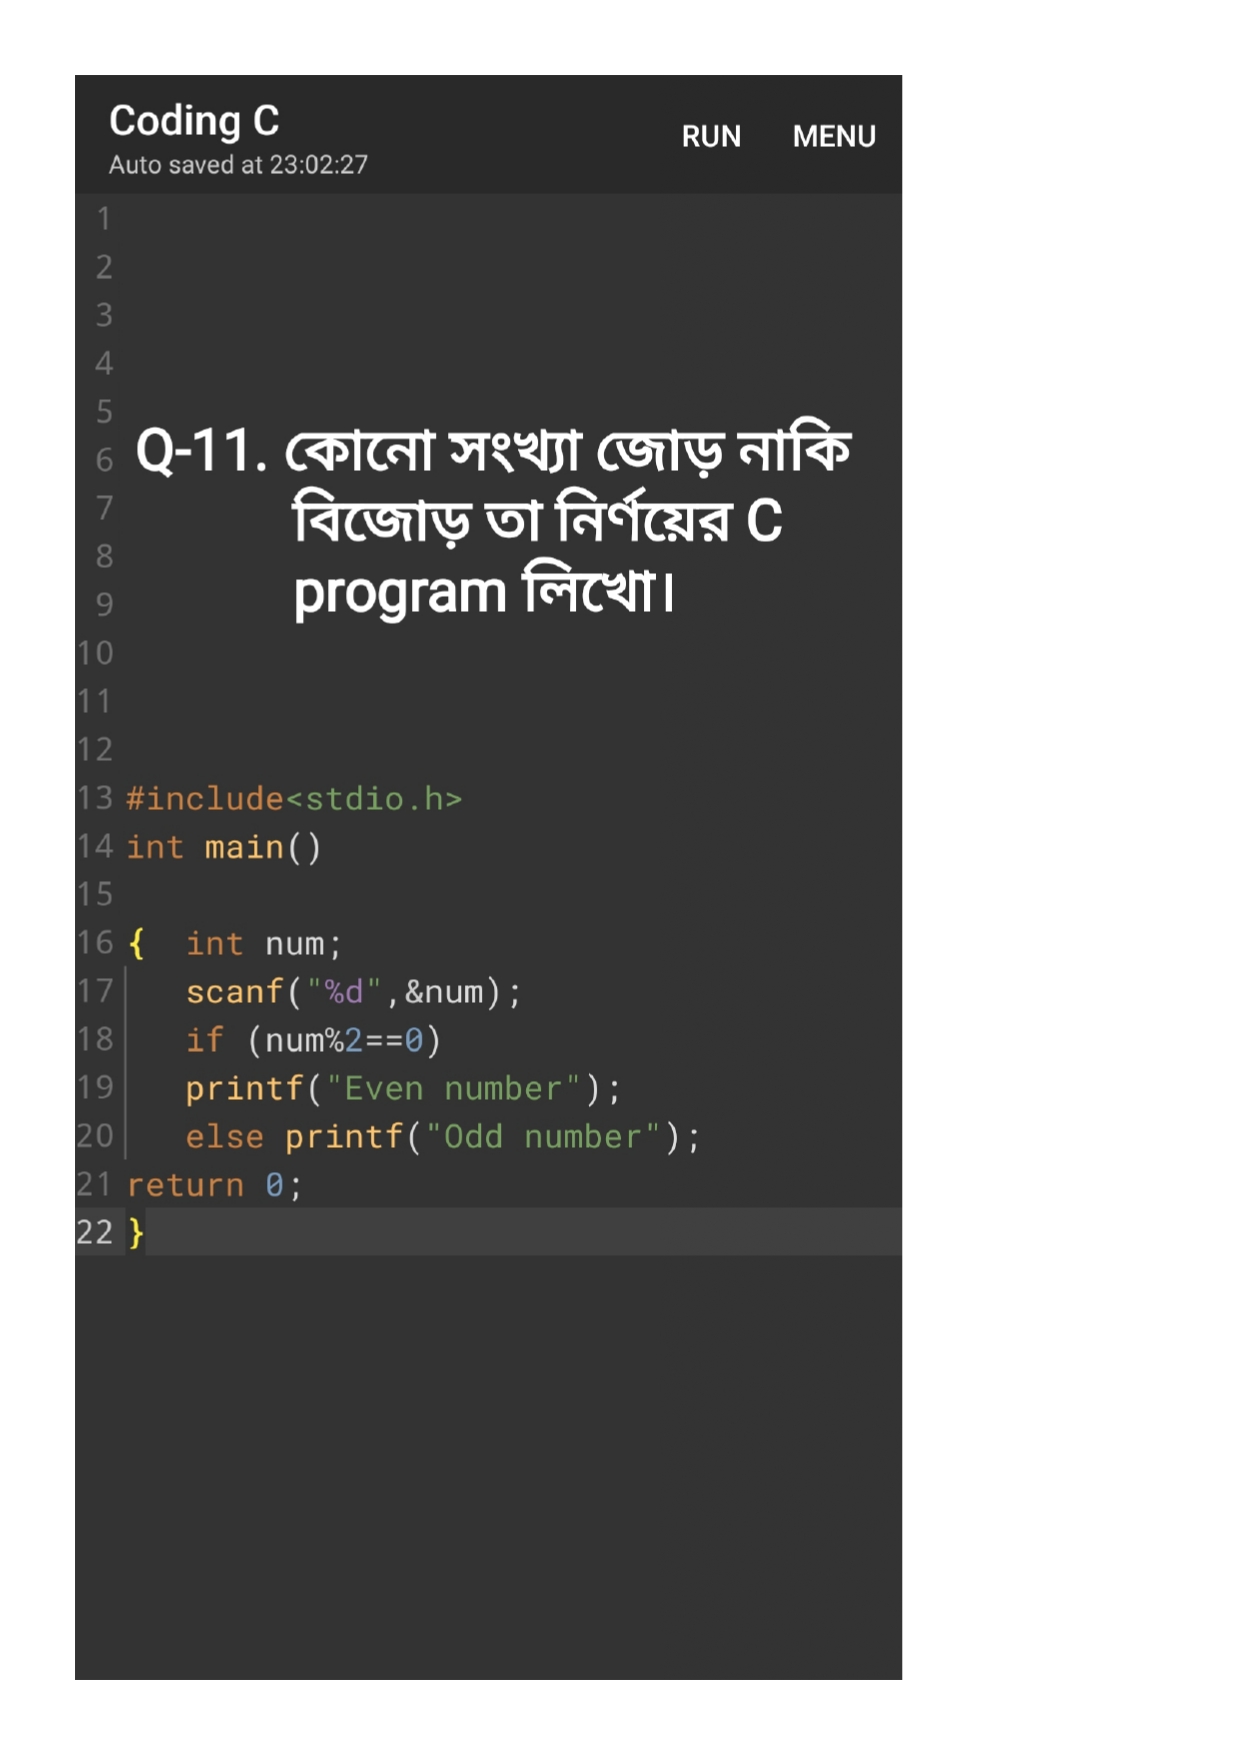 Coding C
RUN MENU
Auto saved at 23:02:27
1
2
3
4
5
6 Q-11. কোনো সংখ্যা জোড় নাকি
7 বিজোড় তা নির্ণয়ের C
8
9 program লিখো।
10
11
12
13 #include<stdio.h>
14 int main()
15
16 {  int num;
17    scanf("%d",&num);
18    if (num%2==0)
19    printf("Even number");
20    else printf("Odd number");
21 return 0;
22 }